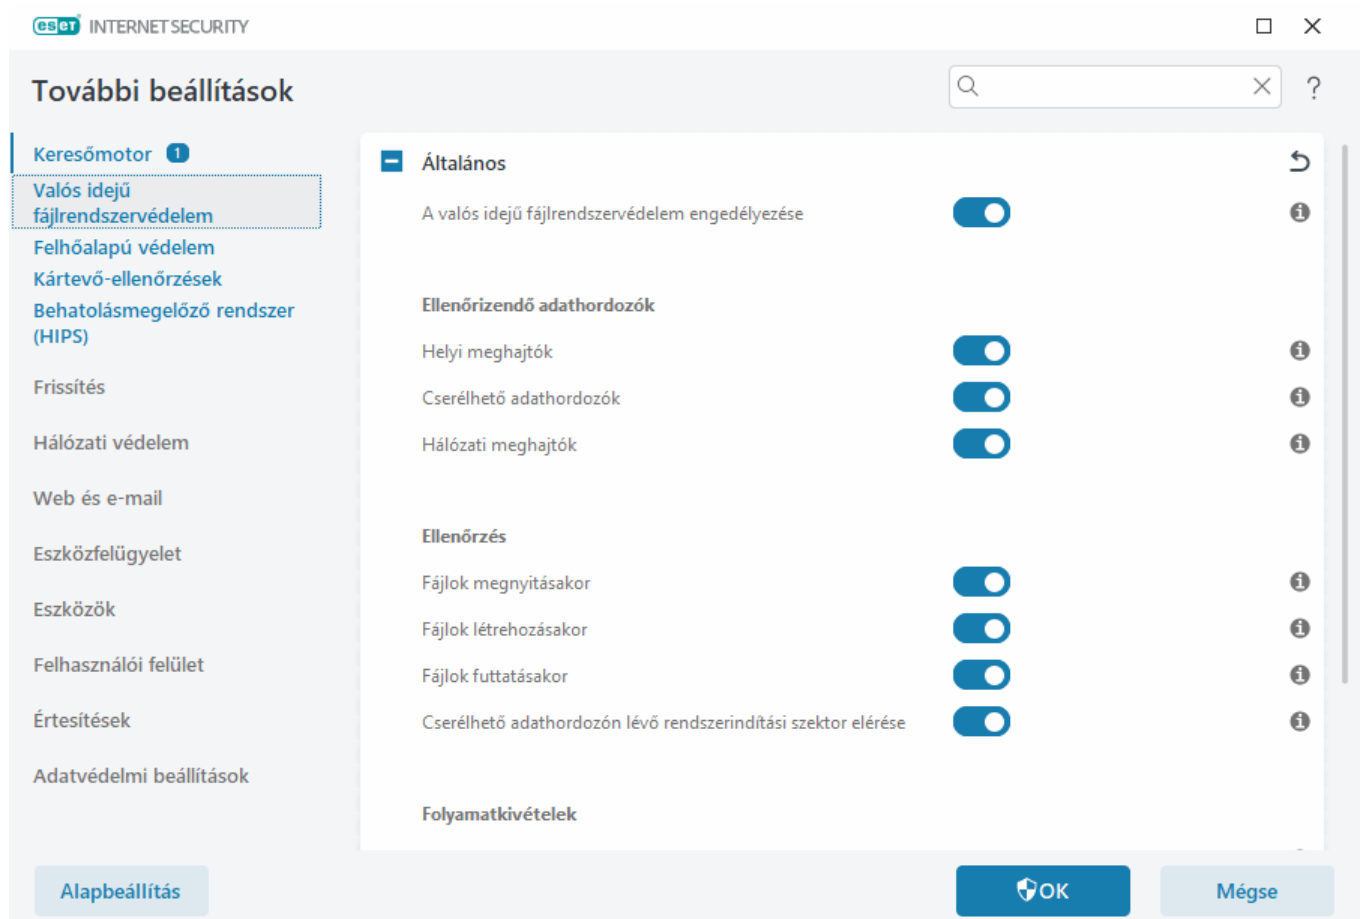 eset INTERNET SECURITY
További beállítások
?
Keresőmotor 1
Valós idejű
fájlrendszervédelem
Felhőalapú védelem
Kártevő-ellenőrzések
Behatolásmegelőző rendszer
(HIPS)
Frissítés
Hálózati védelem
Web és e-mail
Eszközfelügyelet
Eszközök
Felhasználói felület
Értesítések
Adatvédelmi beállítások
Általános
A valós idejű fájlrendszervédelem engedélyezése
Ellenőrizendő adathordozók
Helyi meghajtók
Cserélhető adathordozók
Hálózati meghajtók
Ellenőrzés
Fájlok megnyitásakor
Fájlok létrehozásakor
Fájlok futtatásakor
Cserélhető adathordozón lévő rendszerindítási szektor elérése
Folyamatkivételek
Alapbeállítás
OK
Mégse